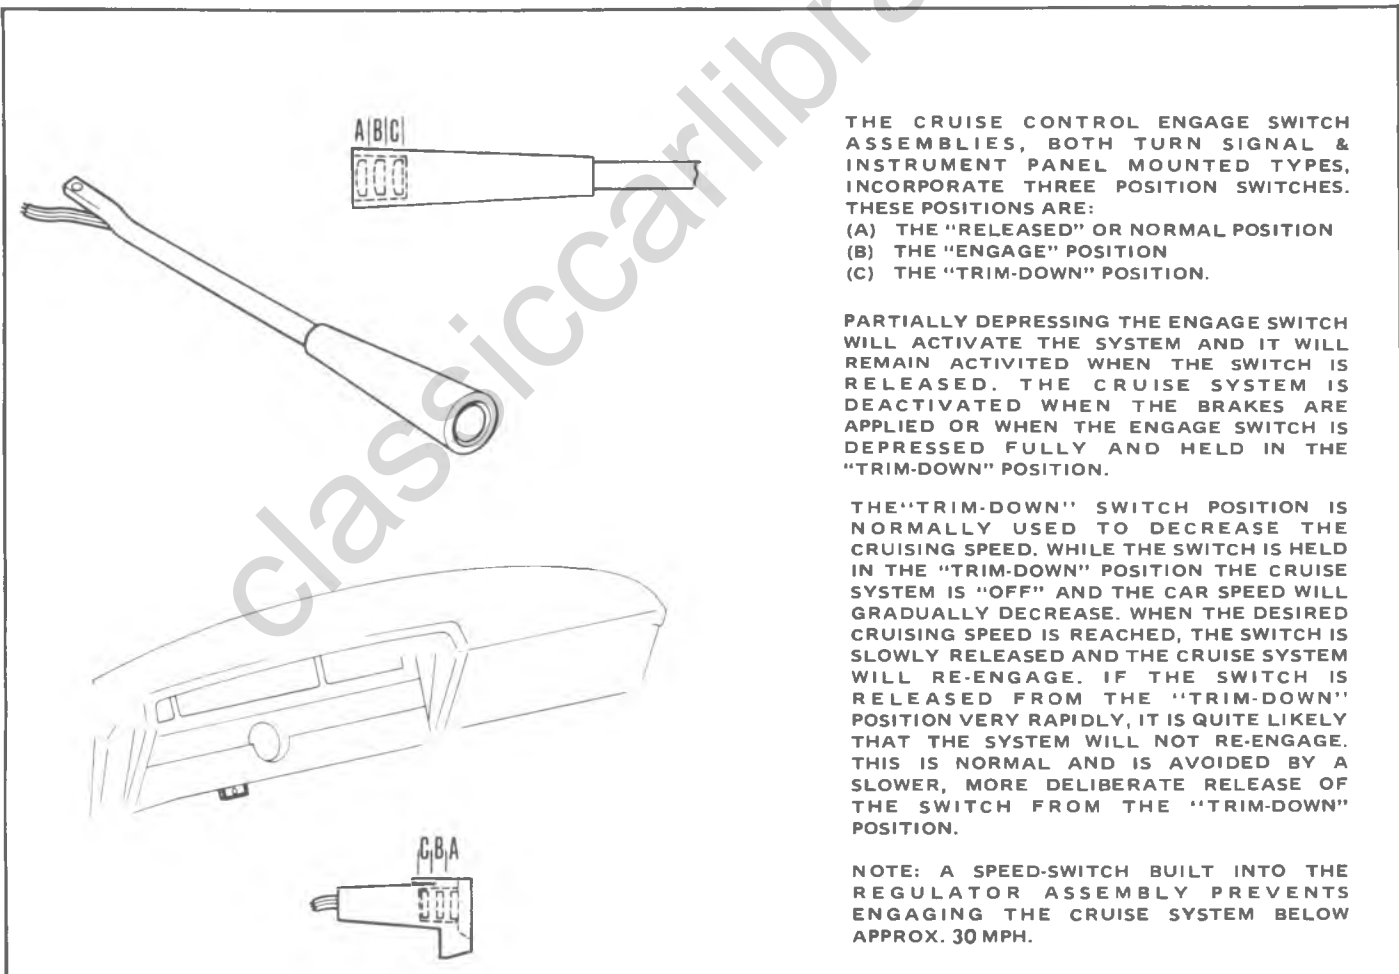 A B C
THE CRUISE CONTROL ENGAGE SWITCH
ASSEMBLIES, BOTH TURN SIGNAL &
INSTRUMENT PANEL MOUNTED TYPES,
INCORPORATE THREE POSITION SWITCHES.
THESE POSITIONS ARE:
(A) THE "RELEASED" OR NORMAL POSITION
(B) THE "ENGAGE" POSITION
(C) THE "TRIM-DOWN" POSITION.
PARTIALLY DEPRESSING THE ENGAGE SWITCH
WILL ACTIVATE THE SYSTEM AND IT WILL
REMAIN ACTIVITED WHEN THE SWITCH IS
RELEASED. THE CRUISE SYSTEM IS
DEACTIVATED WHEN THE BRAKES ARE
APPLIED OR WHEN THE ENGAGE SWITCH IS
DEPRESSED FULLY AND HELD IN THE
"TRIM-DOWN" POSITION.
THE "TRIM-DOWN" SWITCH POSITION IS
NORMALLY USED TO DECREASE THE
CRUISING SPEED. WHILE THE SWITCH IS HELD
IN THE "TRIM-DOWN" POSITION THE CRUISE
SYSTEM IS "OFF" AND THE CAR SPEED WILL
GRADUALLY DECREASE. WHEN THE DESIRED
CRUISING SPEED IS REACHED, THE SWITCH IS
SLOWLY RELEASED AND THE CRUISE SYSTEM
WILL RE-ENGAGE. IF THE SWITCH IS
RELEASED FROM THE "TRIM-DOWN"
POSITION VERY RAPIDLY, IT IS QUITE LIKELY
THAT THE SYSTEM WILL NOT RE-ENGAGE.
THIS IS NORMAL AND IS AVOIDED BY A
SLOWER, MORE DELIBERATE RELEASE OF
THE SWITCH FROM THE "TRIM-DOWN"
POSITION.
NOTE: A SPEED-SWITCH BUILT INTO THE
REGULATOR ASSEMBLY PREVENTS
ENGAGING THE CRUISE SYSTEM BELOW
APPROX. 30 MPH.
C B A
classiccarlibra